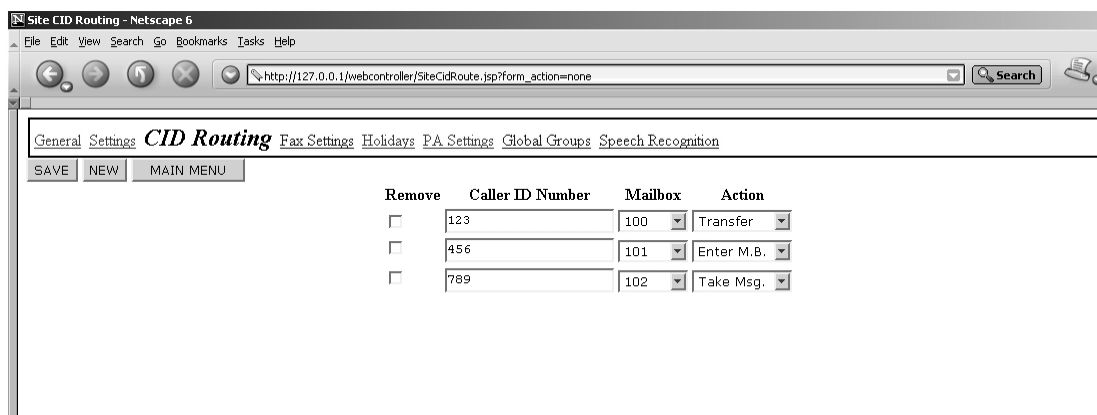 Site CID Routing - Netscape 6
File Edit View Search Go Bookmarks Tasks Help
http://127.0.0.1/webcontroller/SiteCidRoute.jsp?form_action=none Search
General Settings CID Routing Fax Settings Holidays PA Settings Global Groups Speech Recognition
SAVE NEW MAIN MENU
Remove Caller ID Number Mailbox Action
123 100 Transfer
456 101 Enter M.B.
789 102 Take Msg.